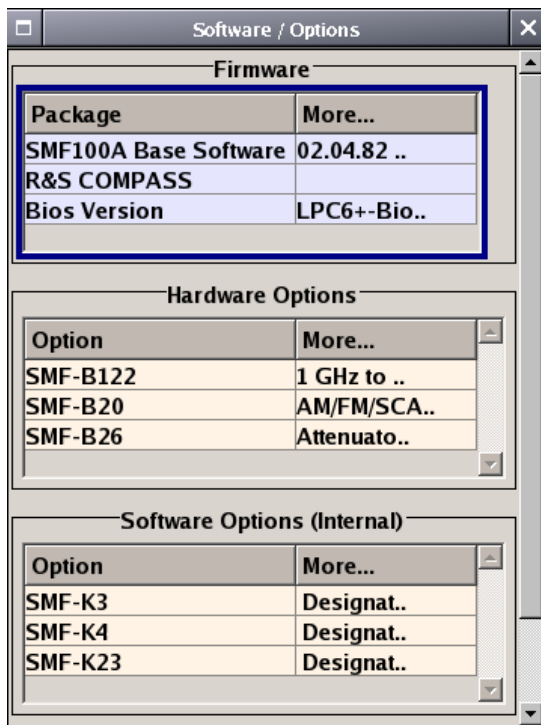 Software / Options
Firmware
Package More...
SMF100A Base Software 02.04.82 ..
R&S COMPASS
Bios Version LPC6+-Bio..
Hardware Options
Option More...
SMF-B122 1 GHz to ..
SMF-B20 AM/FM/SCA..
SMF-B26 Attenuato..
Software Options (Internal)
Option More...
SMF-K3 Designat..
SMF-K4 Designat..
SMF-K23 Designat..